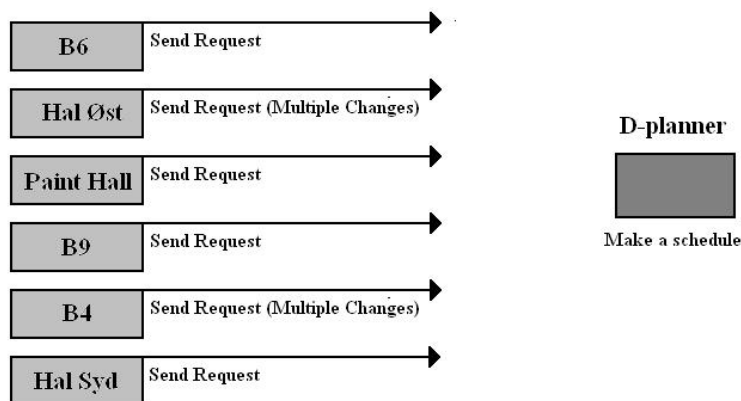 B6
Send Request
Hal Øst
Send Request (Multiple Changes)
Paint Hall
Send Request
B9
Send Request
B4
Send Request (Multiple Changes)
Hal Syd
Send Request
D-planner
Make a schedule